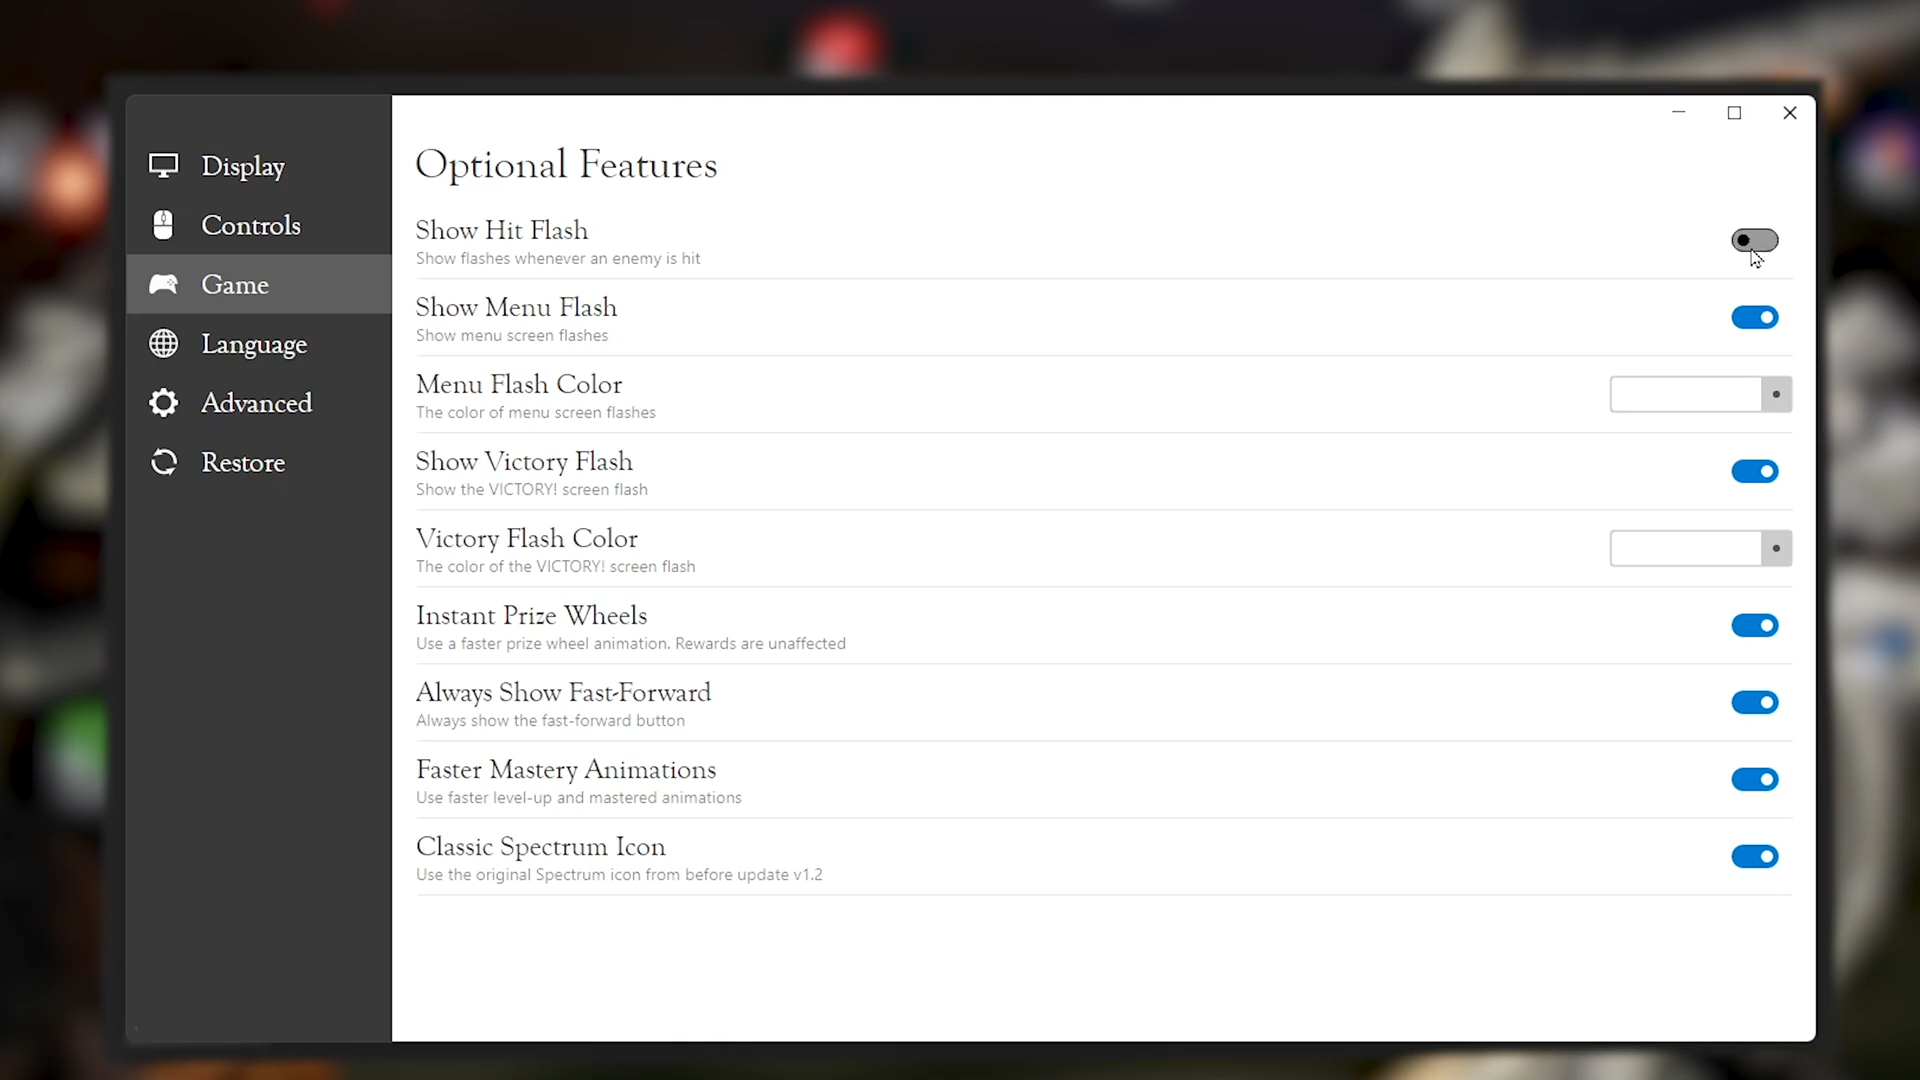 Display
Controls
Game
Language
Advanced
Restore
Optional Features
Show Hit Flash
Show flashes whenever an enemy is hit
Show Menu Flash
Show menu screen flashes
Menu Flash Color
The color of menu screen flashes
Show Victory Flash
Show the VICTORY! screen flash
Victory Flash Color
The color of the VICTORY! screen flash
Instant Prize Wheels
Use a faster prize wheel animation. Rewards are unaffected
Always Show Fast-Forward
Always show the fast-forward button
Faster Mastery Animations
Use faster level-up and mastered animations
Classic Spectrum Icon
Use the original Spectrum icon from before update v1.2